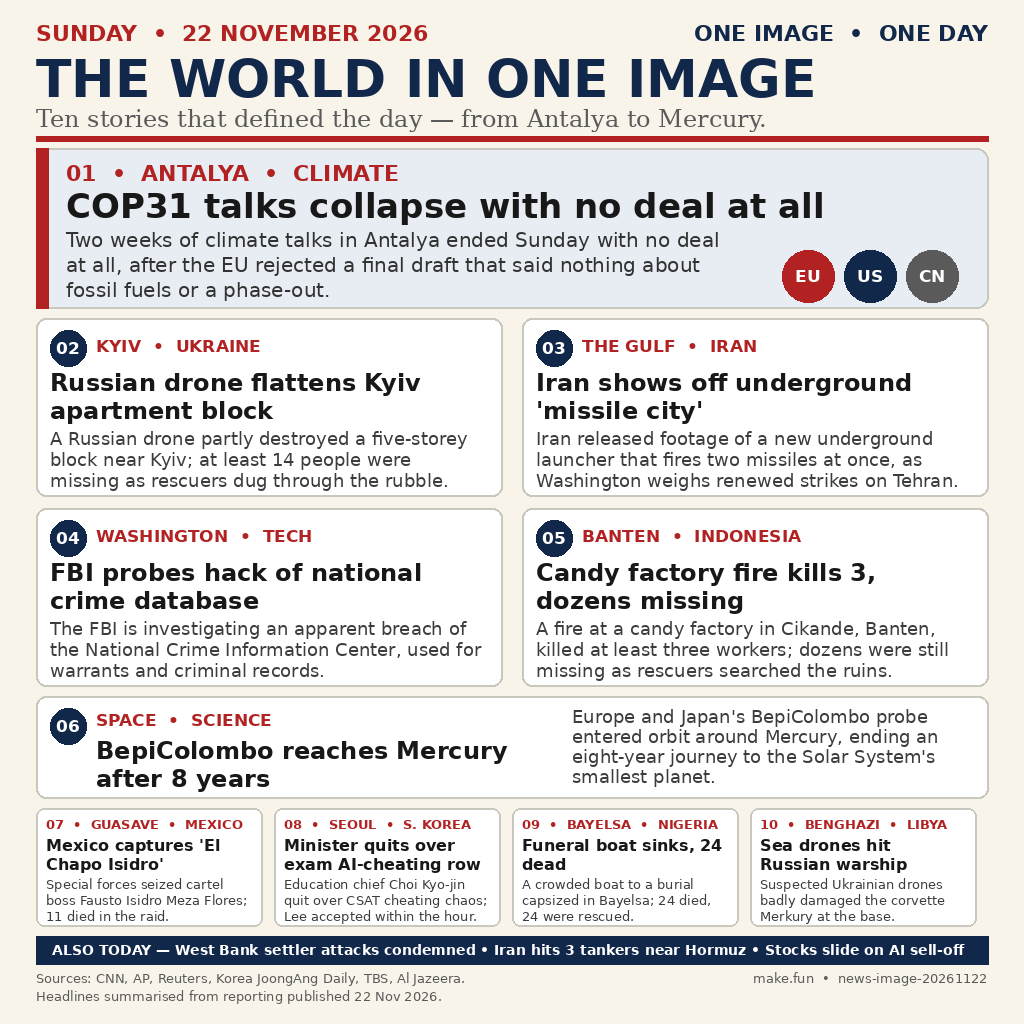 SUNDAY • 22 NOVEMBER 2026
ONE IMAGE • ONE DAY
THE WORLD IN ONE IMAGE
Ten stories that defined the day — from Antalya to Mercury.
01 • ANTALYA • CLIMATE
COP31 talks collapse with no deal at all
Two weeks of climate talks in Antalya ended Sunday with no deal
at all, after the EU rejected a final draft that said nothing about
fossil fuels or a phase-out.
EU
US
CN
02
KYIV • UKRAINE
Russian drone flattens Kyiv
apartment block
A Russian drone partly destroyed a five-storey
block near Kyiv; at least 14 people were
missing as rescuers dug through the rubble.
03
THE GULF • IRAN
Iran shows off underground
'missile city'
Iran released footage of a new underground
launcher that fires two missiles at once, as
Washington weighs renewed strikes on Tehran.
04
WASHINGTON • TECH
FBI probes hack of national
crime database
The FBI is investigating an apparent breach of
the National Crime Information Center, used for
warrants and criminal records.
05
BANTEN • INDONESIA
Candy factory fire kills 3,
dozens missing
A fire at a candy factory in Cikande, Banten,
killed at least three workers; dozens were still
missing as rescuers searched the ruins.
06
SPACE • SCIENCE
BepiColombo reaches Mercury
after 8 years
Europe and Japan's BepiColombo probe
entered orbit around Mercury, ending an
eight-year journey to the Solar System's
smallest planet.
07 • GUASAVE • MEXICO
Mexico captures 'El
Chapo Isidro'
Special forces seized cartel
boss Fausto Isidro Meza Flores;
11 died in the raid.
08 • SEOUL • S. KOREA
Minister quits over
exam AI-cheating row
Education chief Choi Kyo-jin
quit over CSAT cheating chaos;
Lee accepted within the hour.
09 • BAYELSA • NIGERIA
Funeral boat sinks, 24
dead
A crowded boat to a burial
capsized in Bayelsa; 24 died,
24 were rescued.
10 • BENGHAZI • LIBYA
Sea drones hit
Russian warship
Suspected Ukrainian drones
badly damaged the corvette
Merkury at the base.
ALSO TODAY — West Bank settler attacks condemned • Iran hits 3 tankers near Hormuz • Stocks slide on AI sell-off
Sources: CNN, AP, Reuters, Korea JoongAng Daily, TBS, Al Jazeera.
make.fun • news-image-20261122
Headlines summarised from reporting published 22 Nov 2026.